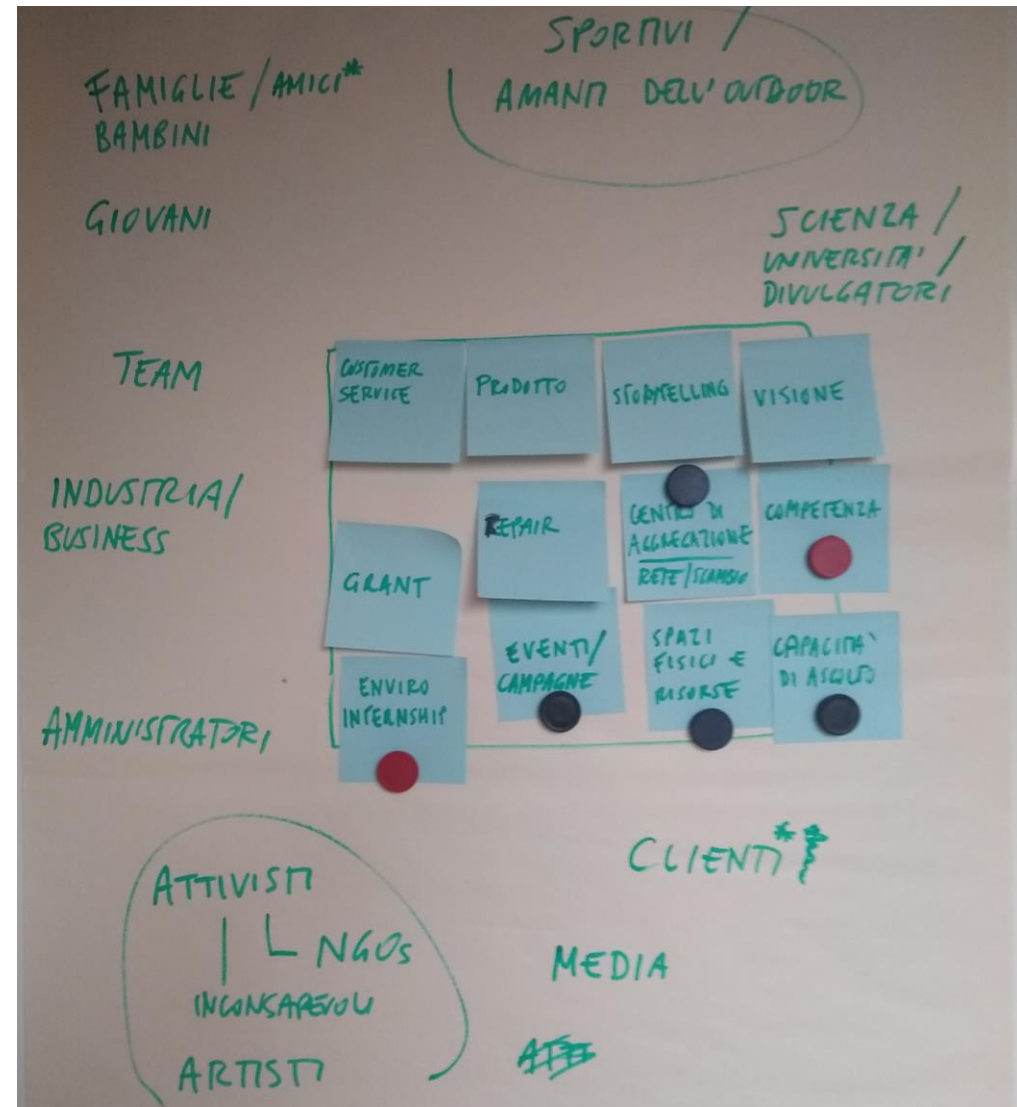 SPORTIVI /
AMANTI DELL'OUTDOOR
FAMIGLIE / AMICI*
BAMBINI
GIOVANI
SCIENZA /
UNIVERSITA' /
DIVULGATORI
TEAM
CUSTOMER
SERVICE
PRODOTTO
STORYTELLING
VISIONE
INDUSTRIA/
BUSINESS
GRANT
REPAIR
CENTRO DI
AGGREGAZIONE
RETE/SCAMBIO
COMPETENZA
AMMINISTRATORI
ENVIRO
INTERNSHIP
EVENTI/
CAMPAGNE
SPAZI
FISICI E
RISORSE
CAPACITA'
DI ASCOLTO
ATTIVISTI
NGOs
INCONSAPEVOLI
ARTISTI
CLIENTI*
MEDIA